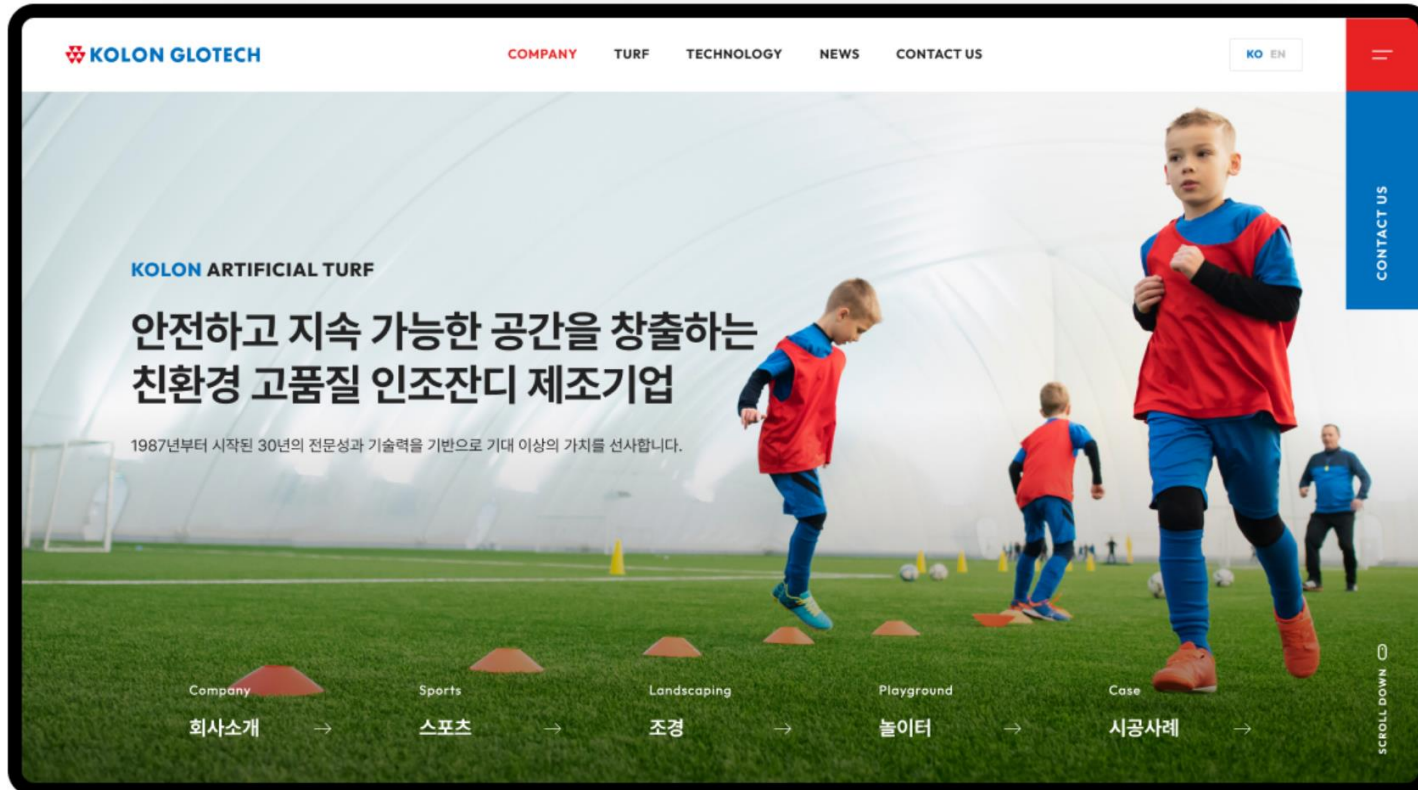 KOLON GLOTECH
COMPANY TURF TECHNOLOGY NEWS CONTACT US
KO EN
CONTACT US
KOLON ARTIFICIAL TURF
안전하고 지속 가능한 공간을 창출하는
친환경 고품질 인조잔디 제조기업
1987년부터 시작된 30년의 전문성과 기술력을 기반으로 기대 이상의 가치를 선사합니다.
Company
회사소개
Sports
스포츠
Landscaping
조경
Playground
놀이터
Case
시공사례
SCROLL DOWN